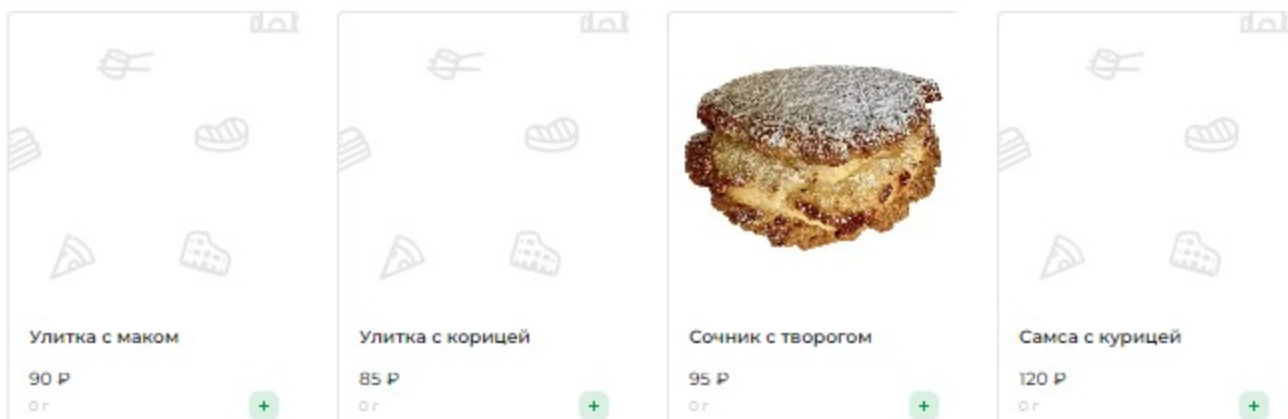 Улитка с маком
90 ₽
0 г
+
Улитка с корицей
85 ₽
0 г
+
Сочник с творогом
95 ₽
0 г
+
Самса с курицей
120 ₽
0 г
+